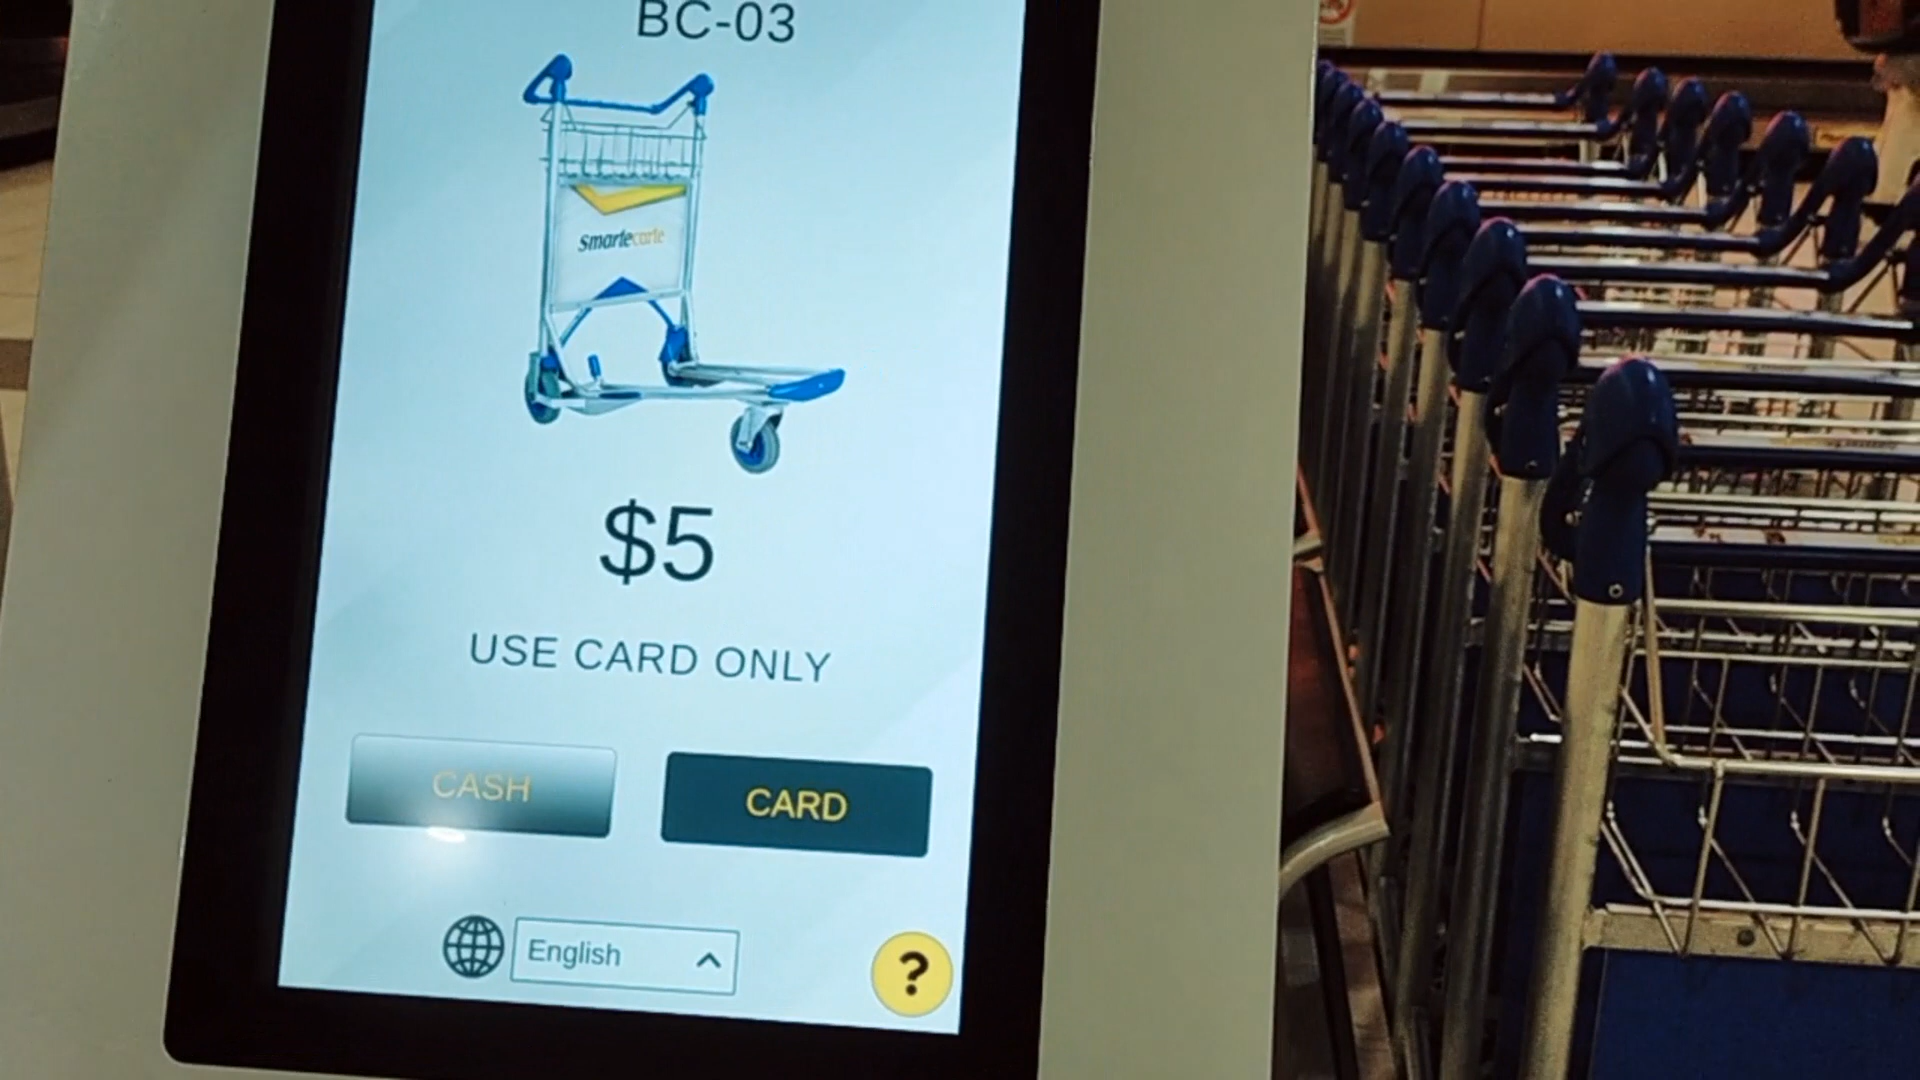 BC-03
Smartecarte
$5
USE CARD ONLY
CASH
CARD
English
?